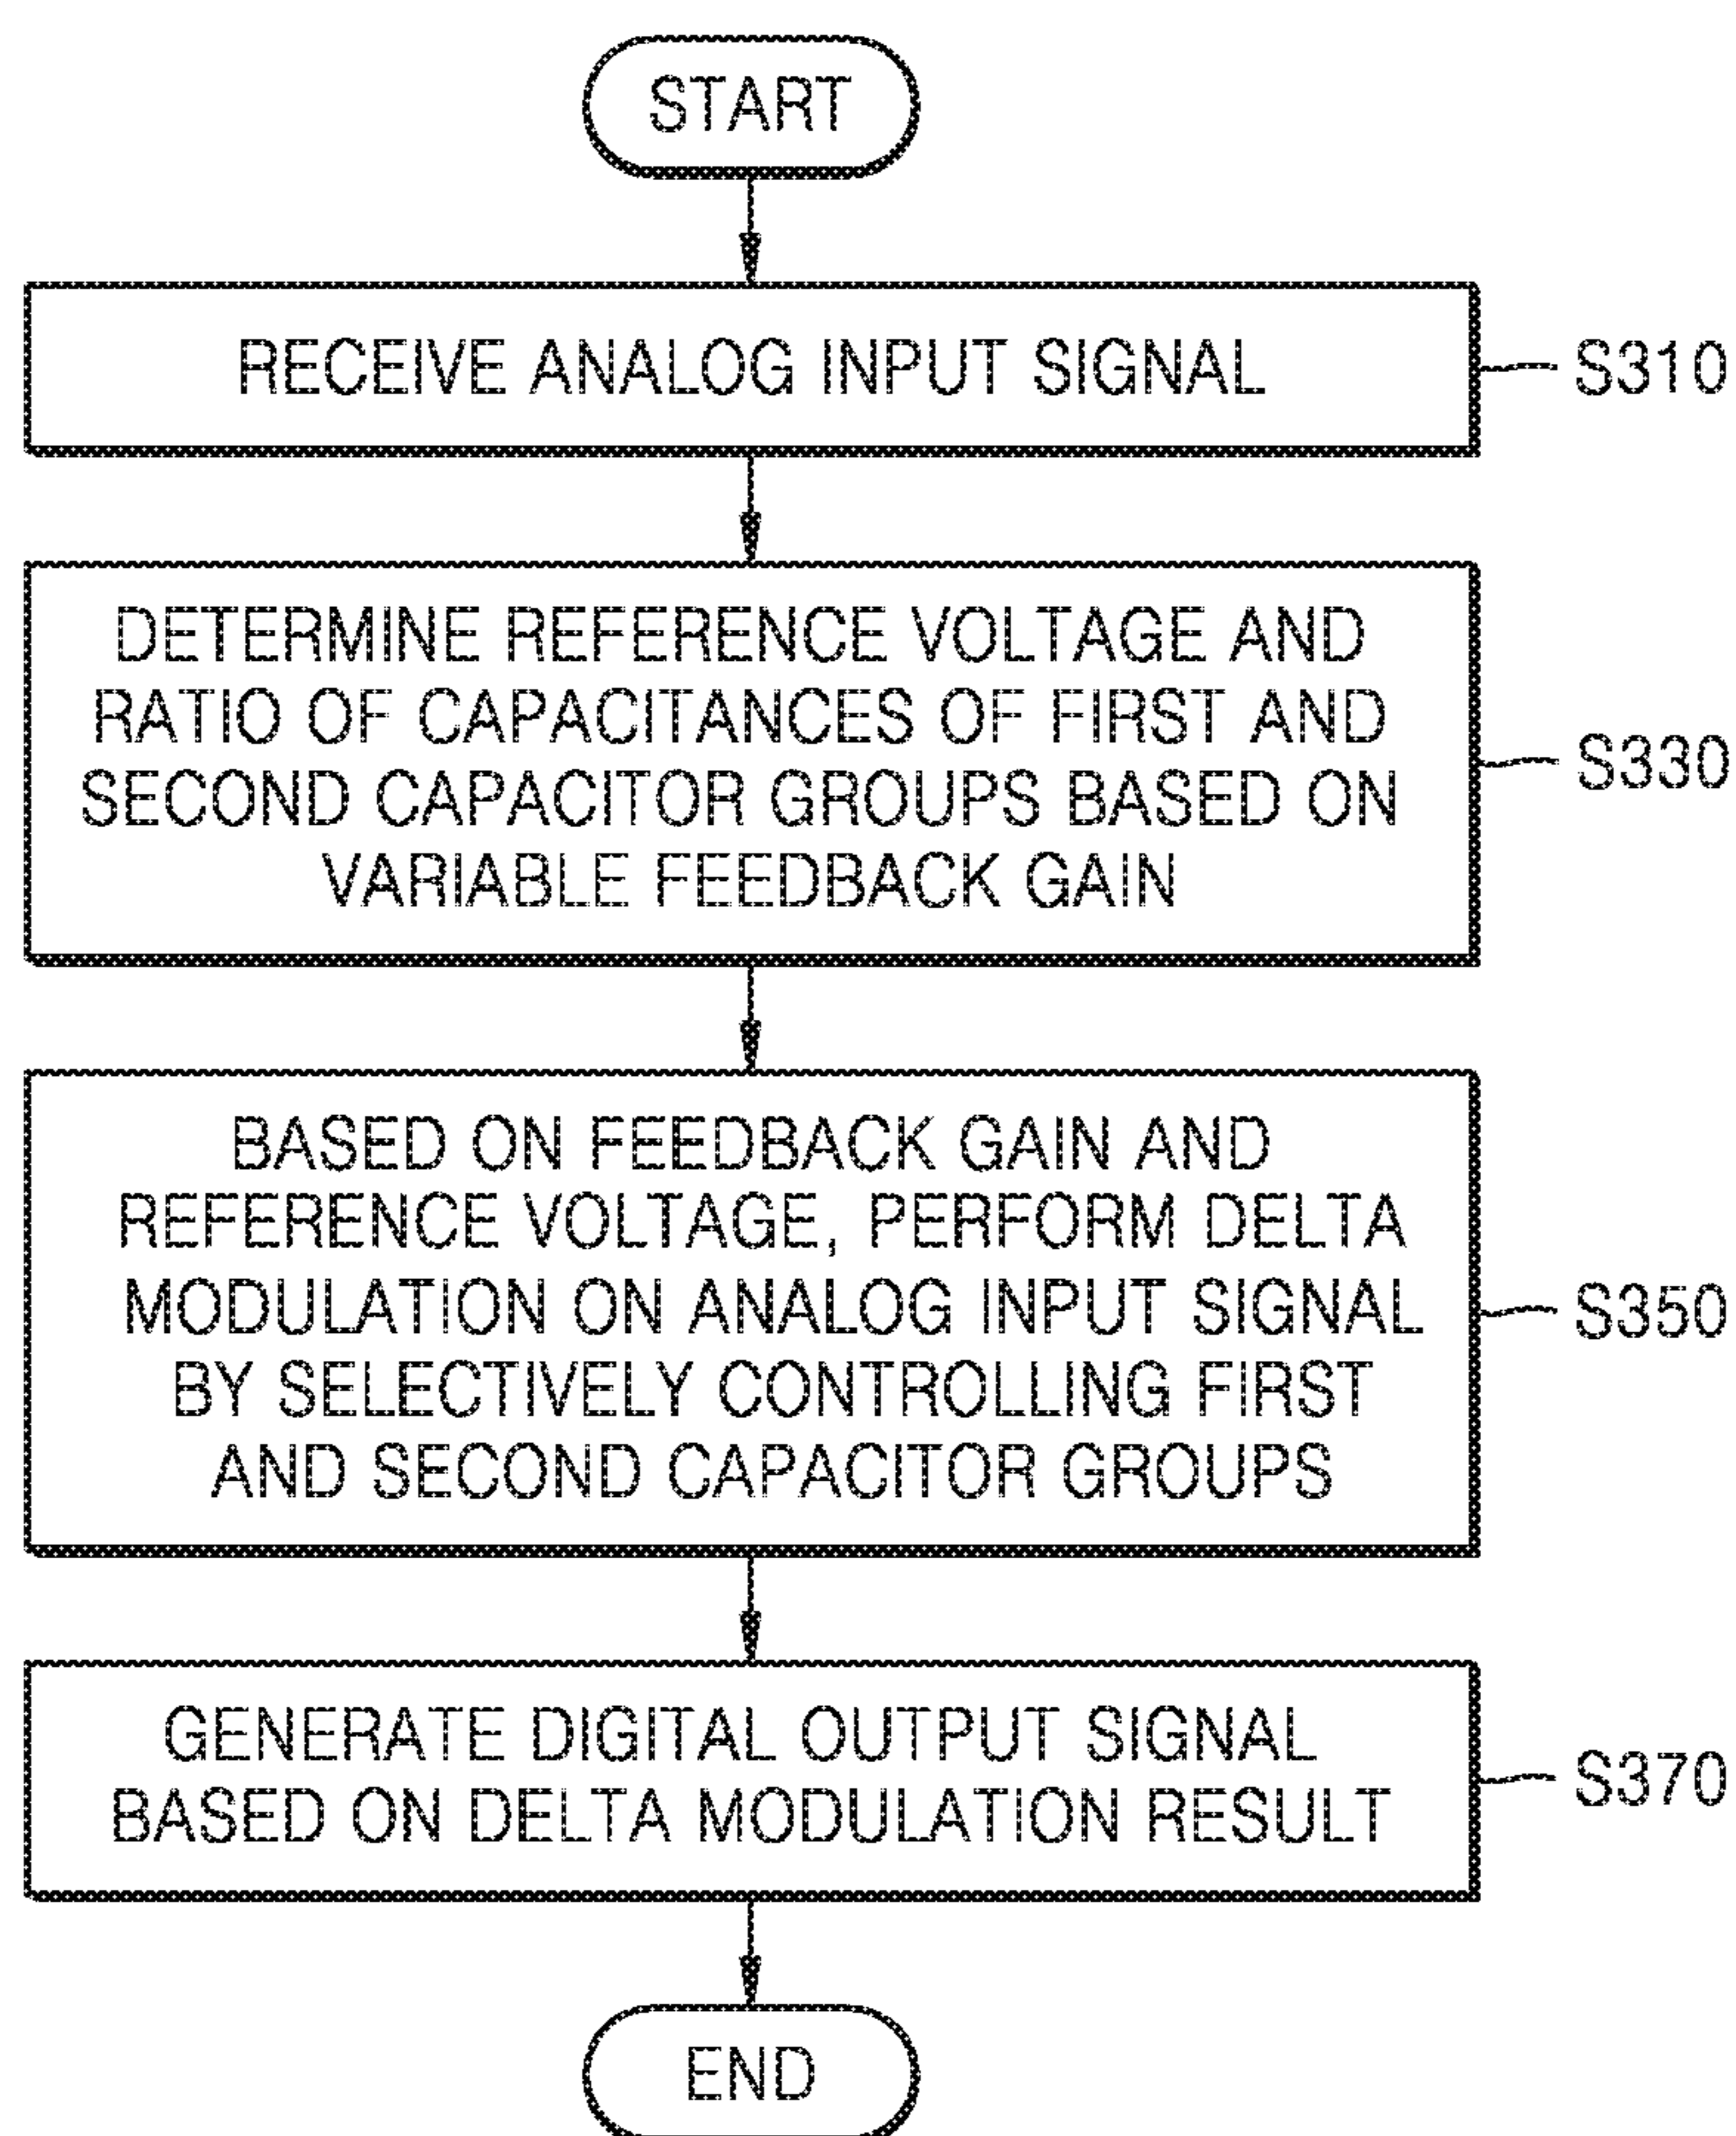 START
RECEIVE ANALOG INPUT SIGNAL
S310
DETERMINE REFERENCE VOLTAGE AND
RATIO OF CAPACITANCES OF FIRST AND
SECOND CAPACITOR GROUPS BASED ON
VARIABLE FEEDBACK GAIN
S330
BASED ON FEEDBACK GAIN AND
REFERENCE VOLTAGE, PERFORM DELTA
MODULATION ON ANALOG INPUT SIGNAL
BY SELECTIVELY CONTROLLING FIRST
AND SECOND CAPACITOR GROUPS
S350
GENERATE DIGITAL OUTPUT SIGNAL
BASED ON DELTA MODULATION RESULT
S370
END